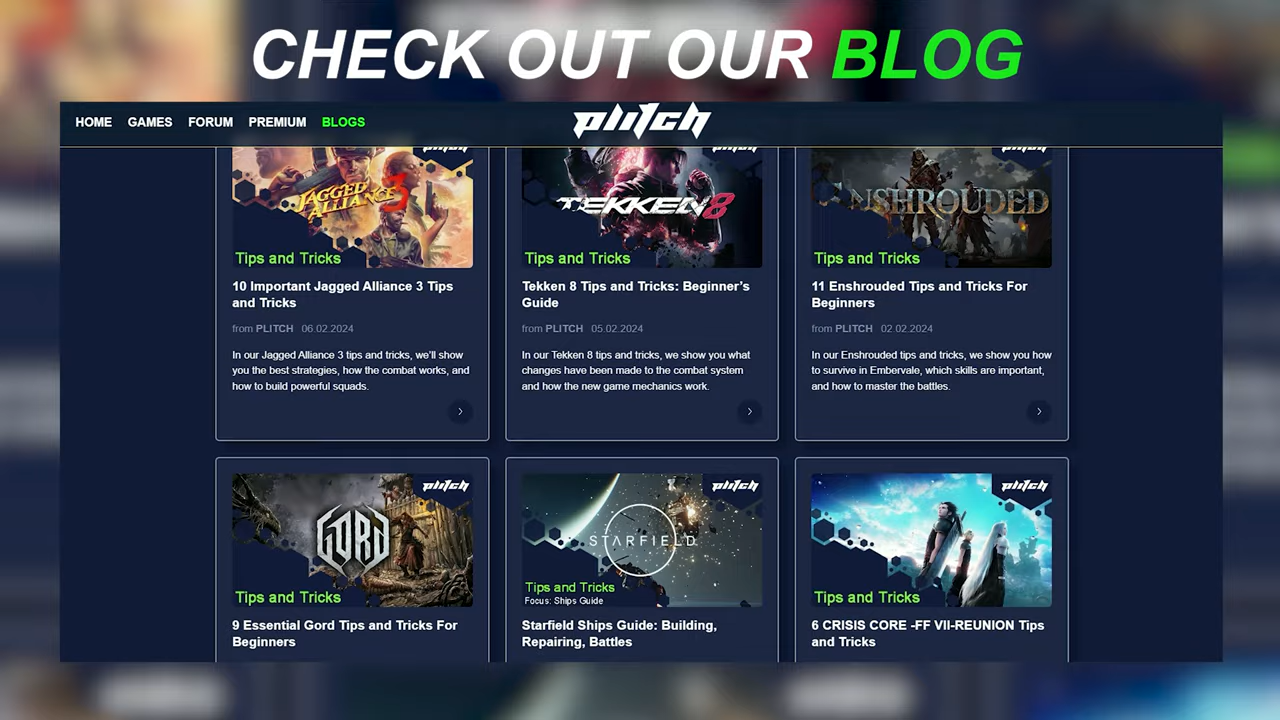 CHECK OUT OUR BLOG
HOME GAMES FORUM PREMIUM BLOGS
plitch
JAGGED
ALLIANCE 3
Tips and Tricks
10 Important Jagged Alliance 3 Tips
and Tricks
from PLITCH 06.02.2024
In our Jagged Alliance 3 tips and tricks, we'll show
you the best strategies, how the combat works, and
how to build powerful squads.
plitch
TEKKEN 8
Tips and Tricks
Tekken 8 Tips and Tricks: Beginner's
Guide
from PLITCH 05.02.2024
In our Tekken 8 tips and tricks, we show you what
changes have been made to the combat system
and how the new game mechanics work.
plitch
ENSHROUDED
Tips and Tricks
11 Enshrouded Tips and Tricks For
Beginners
from PLITCH 02.02.2024
In our Enshrouded tips and tricks, we show you how
to survive in Embervale, which skills are important,
and how to master the battles.
plitch
plitch
GORD
Tips and Tricks
9 Essential Gord Tips and Tricks For
Beginners
plitch
STARFIELD
Tips and Tricks
Focus: Ships Guide
Starfield Ships Guide: Building,
Repairing, Battles
plitch
Tips and Tricks
6 CRISIS CORE -FF VII-REUNION Tips
and Tricks